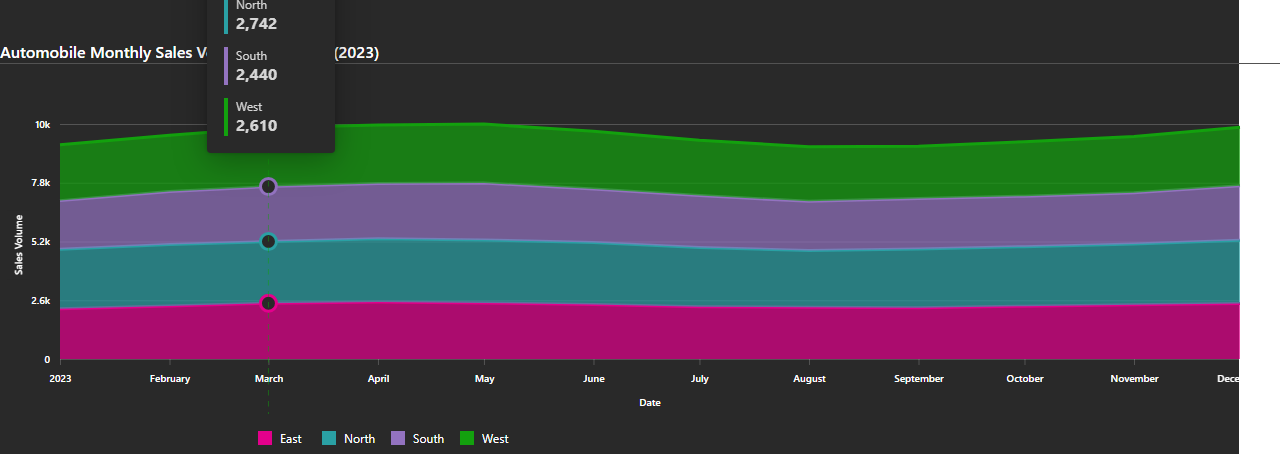 North
2,742
Automobile Monthly Sales V (2023)
South
2,440
West
2,610
10k
7.8k
5.2k
2.6k
0
Sales Volume
2023 February March April May June July August September October November Dece
Date
East North South West